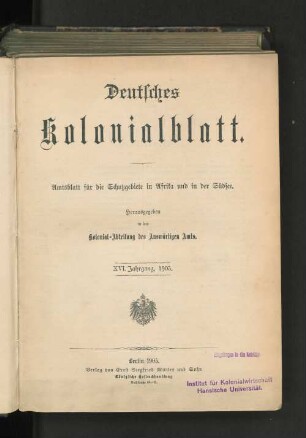 Deutsches
Kolonialblatt.
Amtsblatt für die Schutzgebiete in Afrika und in der Südsee.
Herausgegeben
in der
Kolonial-Abteilung des Auswärtigen Amts.
XVI. Jahrgang, 1905.
Berlin 1905.
Verlag von Ernst Siegfried Mittler und Sohn
Königliche Hofbuchhandlung
Institut für Kolonialwirtschaft
Hansische Universität.